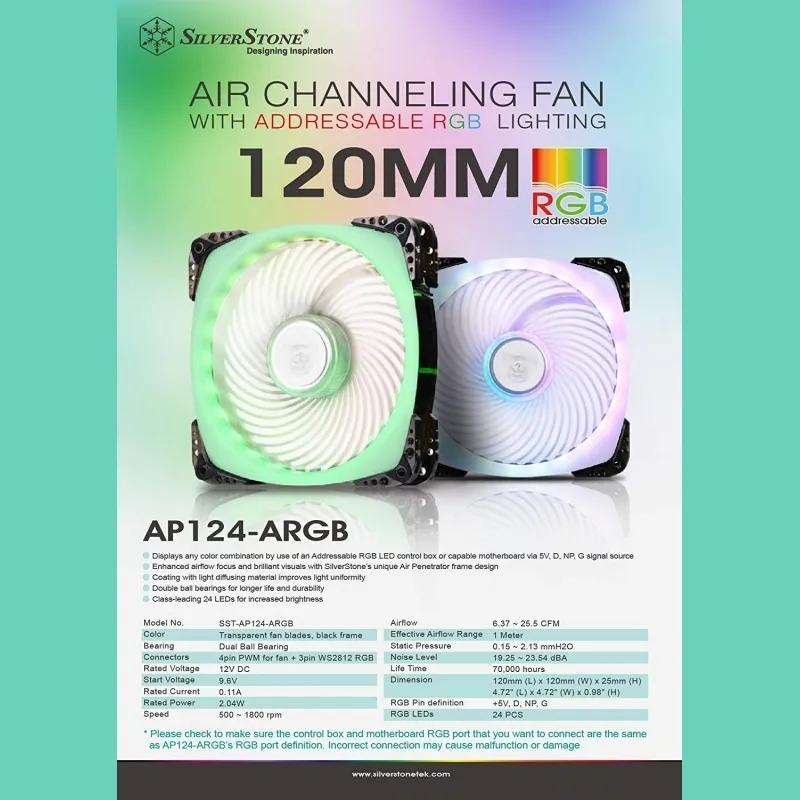 SILVERSTONE®
Designing Inspiration
AIR CHANNELING FAN
WITH ADDRESSABLE RGB LIGHTING
120MM
RGB
addressable
AP124-ARGB
Displays any color combination by use of an Addressable RGB LED control box or capable motherboard via 5V, D, NP, G signal source
Enhanced airflow focus and brilliant visuals with SilverStone's unique Air Penetrator frame design
Coating with light diffusing material improves light uniformity
Double ball bearings for longer life and durability
Class-leading 24 LEDs for increased brightness
Model No. SST-AP124-ARGB
Color Transparent fan blades, black frame
Bearing Dual Ball Bearing
Connectors 4pin PWM for fan + 3pin WS2812 RGB
Rated Voltage 12V DC
Start Voltage 9.6V
Rated Current 0.11A
Rated Power 2.04W
Speed 500 ~ 1800 rpm
Airflow 6.37 ~ 25.5 CFM
Effective Airflow Range 1 Meter
Static Pressure 0.15 ~ 2.13 mmH2O
Noise Level 19.25 ~ 23.54 dBA
Life Time 70,000 hours
Dimension 120mm (L) x 120mm (W) x 25mm (H)
4.72" (L) x 4.72" (W) x 0.98" (H)
RGB Pin definition +5V, D, NP, G
RGB LEDs 24 PCS
* Please check to make sure the control box and motherboard RGB port that you want to connect are the same
as AP124-ARGB's RGB port definition. Incorrect connection may cause malfunction or damage
www.silverstonetek.com